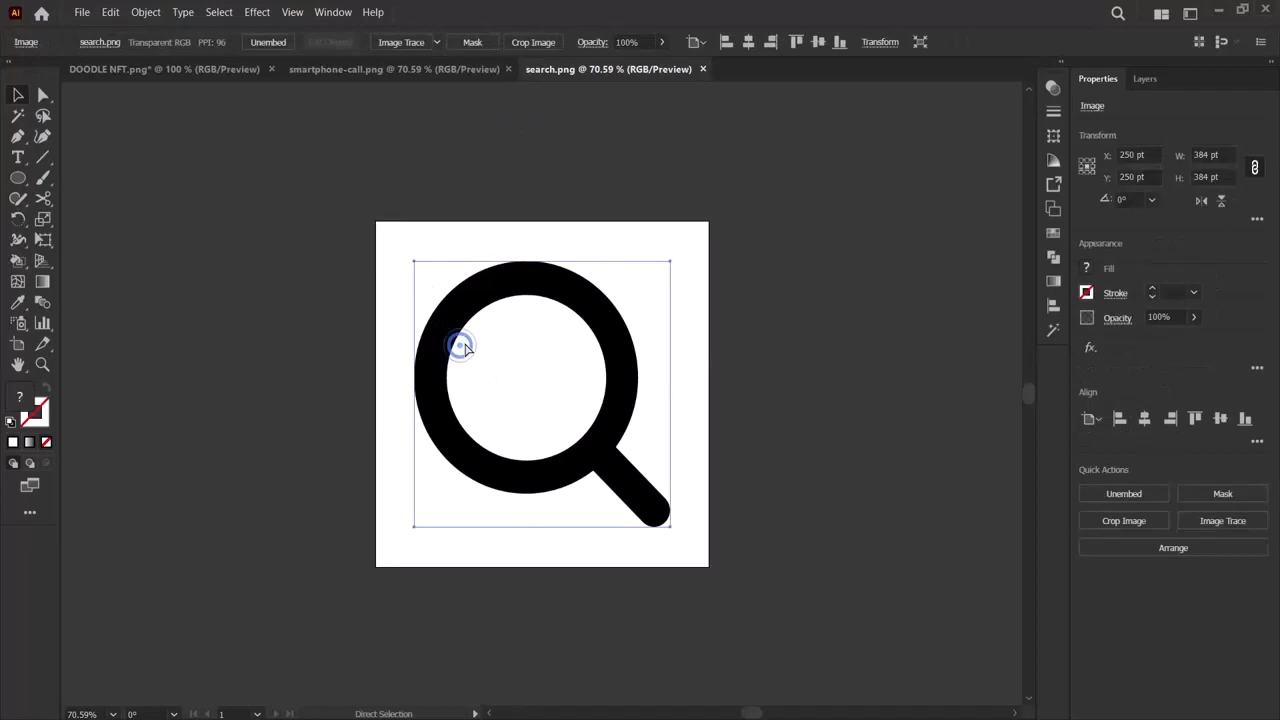 Ai File Edit Object Type Select Effect View Window Help
Image search.png Transparent RGB PPI: 96 Unembed Image Trace Mask Crop Image Opacity: 100% Transform
DOODLE NFT.png* @ 100 % (RGB/Preview) × smartphone-call.png @ 70.59 % (RGB/Preview) × search.png @ 70.59 % (RGB/Preview) ×
Properties Layers
Image
Transform
X: 250 pt W: 384 pt
Y: 250 pt H: 384 pt
0°
Appearance
? Fill
Stroke
Opacity 100%
fx.
Align
?
Quick Actions
Unembed Mask
Crop Image Image Trace
Arrange
70.59% 0° 1 Direct Selection